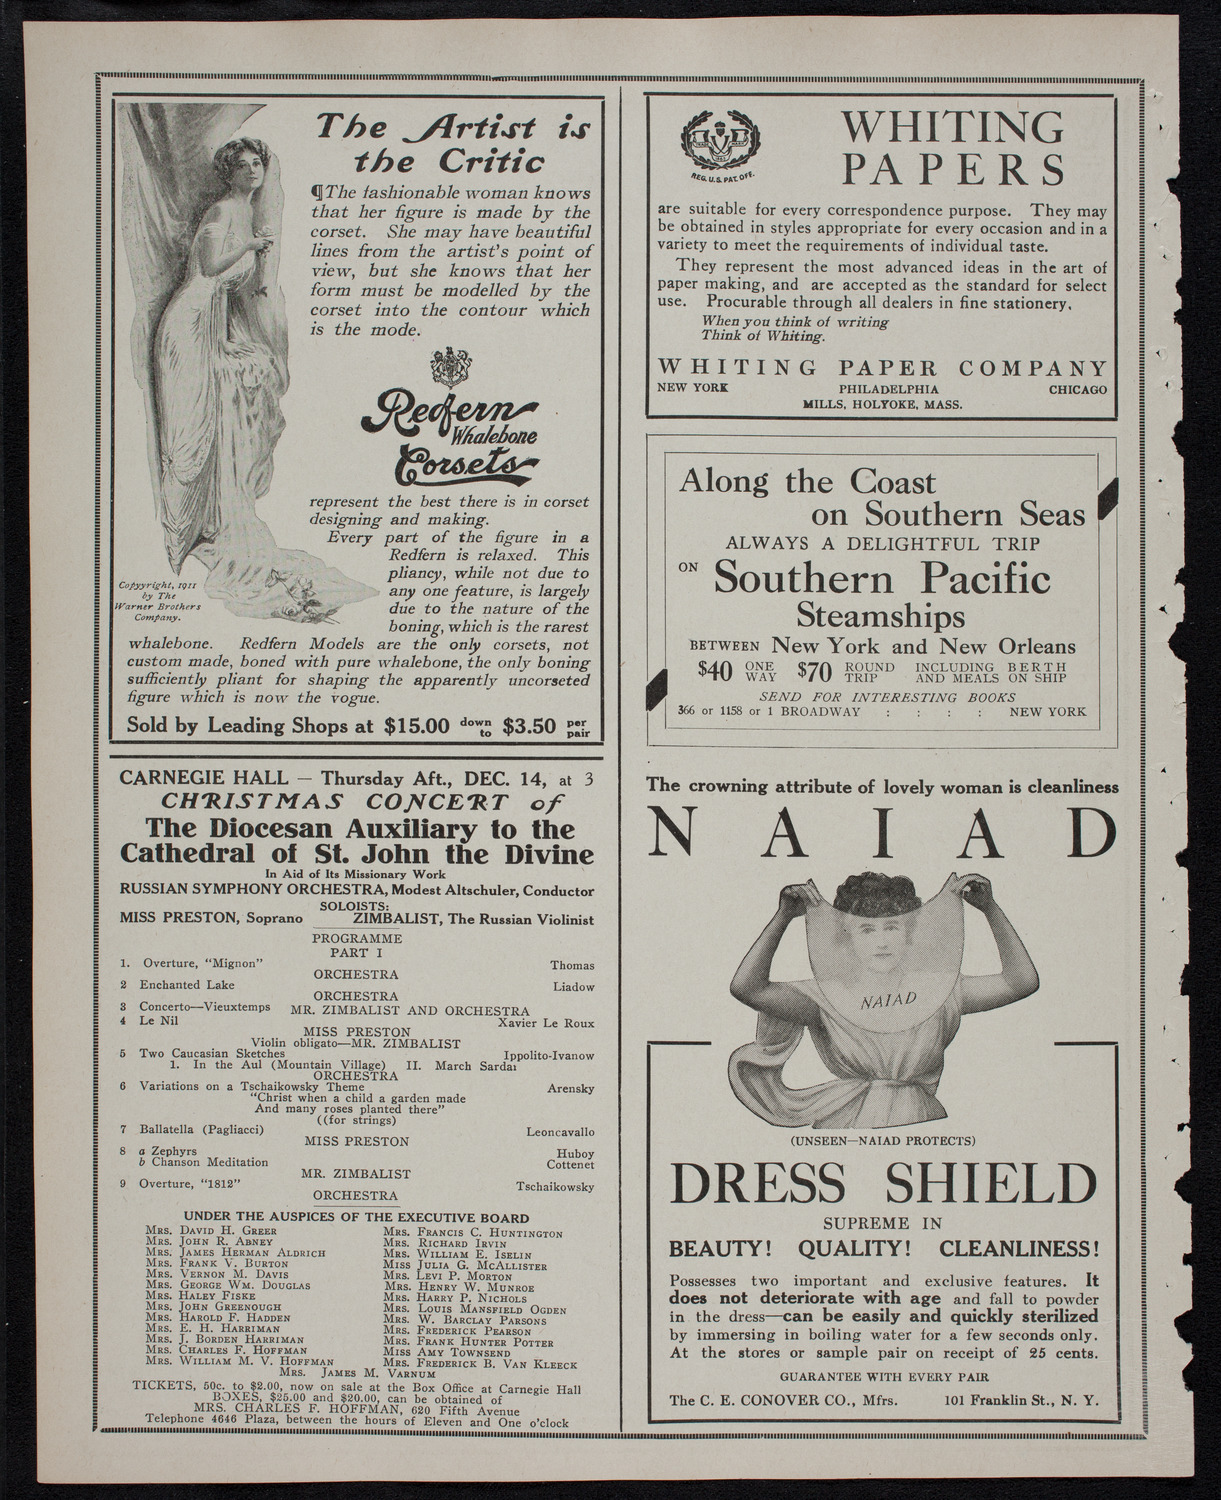 The Artist is
the Critic
¶The fashionable woman knows
that her figure is made by the
corset. She may have beautiful
lines from the artist's point of
view, but she knows that her
form must be modelled by the
corset into the contour which
is the mode.
Redfern
Whalebone
Corsets
represent the best there is in corset
designing and making.
Every part of the figure in a
Redfern is relaxed. This
pliancy, while not due to
any one feature, is largely
due to the nature of the
boning, which is the rarest
Copyright, 1911
by The
Warner Brothers
Company.
whalebone. Redfern Models are the only corsets, not
custom made, boned with pure whalebone, the only boning
sufficiently pliant for shaping the apparently uncorseted
figure which is now the vogue.
Sold by Leading Shops at $15.00 down to $3.50 per pair
CARNEGIE HALL — Thursday Aft., DEC. 14, at 3
CHRISTMAS CONCERT of
The Diocesan Auxiliary to the
Cathedral of St. John the Divine
In Aid of Its Missionary Work
RUSSIAN SYMPHONY ORCHESTRA, Modest Altschuler, Conductor
SOLOISTS:
MISS PRESTON, Soprano ZIMBALIST, The Russian Violinist
PROGRAMME
PART I
1. Overture, "Mignon" Thomas
ORCHESTRA
2 Enchanted Lake Liadow
ORCHESTRA
3 Concerto—Vieuxtemps MR. ZIMBALIST AND ORCHESTRA
4 Le Nil Xavier Le Roux
MISS PRESTON
Violin obligato—MR. ZIMBALIST
5 Two Caucasian Sketches Ippolito-Ivanow
1. In the Aul (Mountain Village) II. March Sardar
ORCHESTRA
6 Variations on a Tschaikowsky Theme Arensky
"Christ when a child a garden made
And many roses planted there"
((for strings)
7 Ballatella (Pagliacci) Leoncavallo
MISS PRESTON
8 a Zephyrs Huboy
b Chanson Meditation Cottenet
MR. ZIMBALIST
9 Overture, "1812" Tschaikowsky
ORCHESTRA
UNDER THE AUSPICES OF THE EXECUTIVE BOARD
MRS. DAVID H. GREER
MRS. JOHN R. ABNEY
MRS. JAMES HERMAN ALDRICH
MRS. FRANK V. BURTON
MRS. VERNON M. DAVIS
MRS. GEORGE WM. DOUGLAS
MRS. HALEY FISKE
MRS. JOHN GREENOUGH
MRS. HAROLD F. HADDEN
MRS. E. H. HARRIMAN
MRS. J. BORDEN HARRIMAN
MRS. CHARLES F. HOFFMAN
MRS. WILLIAM M. V. HOFFMAN
MRS. FRANCIS C. HUNTINGTON
MRS. RICHARD IRVIN
MRS. WILLIAM E. ISELIN
MISS JULIA G. MCALLISTER
MRS. LEVI P. MORTON
MRS. HENRY W. MUNROE
MRS. HARRY P. NICHOLS
MRS. LOUIS MANSFIELD OGDEN
MRS. W. BARCLAY PARSONS
MRS. FREDERICK PEARSON
MRS. FRANK HUNTER POTTER
MISS AMY TOWNSEND
MRS. FREDERICK B. VAN KLEECK
MRS. JAMES M. VARNUM
TICKETS, 50c. to $2.00, now on sale at the Box Office at Carnegie Hall
BOXES, $25.00 and $20.00, can be obtained of
MRS. CHARLES F. HOFFMAN, 620 Fifth Avenue
Telephone 4646 Plaza, between the hours of Eleven and One o'clock
REG. U.S. PAT. OFF.
WHITING
PAPERS
are suitable for every correspondence purpose. They may
be obtained in styles appropriate for every occasion and in a
variety to meet the requirements of individual taste.
They represent the most advanced ideas in the art of
paper making, and are accepted as the standard for select
use. Procurable through all dealers in fine stationery.
When you think of writing
Think of Whiting.
WHITING PAPER COMPANY
NEW YORK PHILADELPHIA CHICAGO
MILLS, HOLYOKE, MASS.
Along the Coast
on Southern Seas
ALWAYS A DELIGHTFUL TRIP
ON Southern Pacific
Steamships
BETWEEN New York and New Orleans
$40 ONE WAY $70 ROUND TRIP INCLUDING BERTH AND MEALS ON SHIP
SEND FOR INTERESTING BOOKS
366 or 1158 or 1 BROADWAY : : : : NEW YORK
The crowning attribute of lovely woman is cleanliness
NAIAD
NAIAD
(UNSEEN—NAIAD PROTECTS)
DRESS SHIELD
SUPREME IN
BEAUTY! QUALITY! CLEANLINESS!
Possesses two important and exclusive features. It
does not deteriorate with age and fall to powder
in the dress—can be easily and quickly sterilized
by immersing in boiling water for a few seconds only.
At the stores or sample pair on receipt of 25 cents.
GUARANTEE WITH EVERY PAIR
The C. E. CONOVER CO., Mfrs. 101 Franklin St., N. Y.